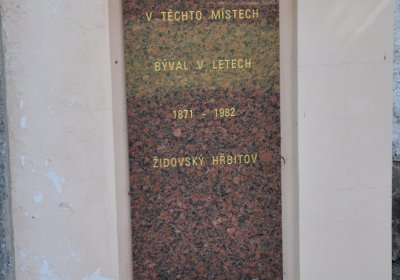 V TĚCHTO MÍSTECH
BÝVAL V LETECH
1871 - 1982
ŽIDOVSKÝ HŘBITOV